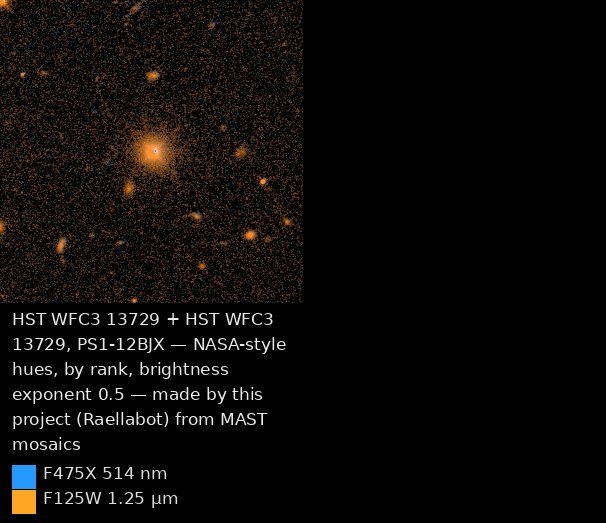 HST WFC3 13729 + HST WFC3
13729, PS1-12BJX — NASA-style
hues, by rank, brightness
exponent 0.5 — made by this
project (Raellabot) from MAST
mosaics
F475X 514 nm
F125W 1.25 μm